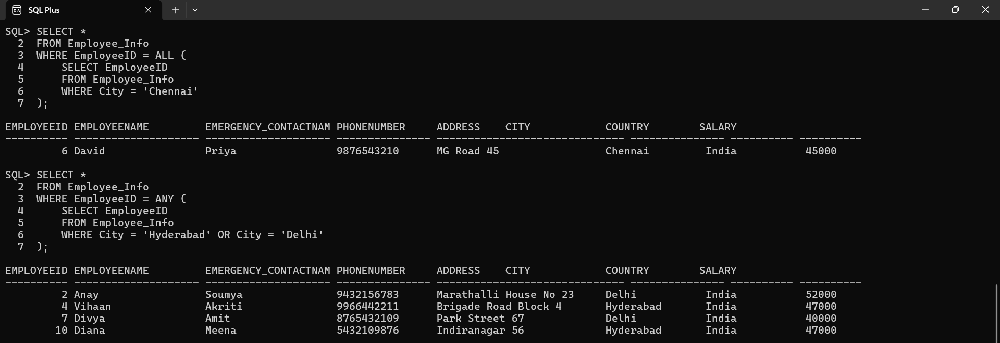 SQL Plus
SQL> SELECT *
  2  FROM Employee_Info
  3  WHERE EmployeeID = ALL (
  4      SELECT EmployeeID
  5      FROM Employee_Info
  6      WHERE City = 'Chennai'
  7  );
EMPLOYEEID EMPLOYEENAME         EMERGENCY_CONTACTNAM PHONENUMBER     ADDRESS    CITY            COUNTRY        SALARY
---------- -------------------- -------------------- --------------- ------------------------------ --------------- ---------- ----------
         6 David                Priya                9876543210      MG Road 45                 Chennai         India           45000
SQL> SELECT *
  2  FROM Employee_Info
  3  WHERE EmployeeID = ANY (
  4      SELECT EmployeeID
  5      FROM Employee_Info
  6      WHERE City = 'Hyderabad' OR City = 'Delhi'
  7  );
EMPLOYEEID EMPLOYEENAME         EMERGENCY_CONTACTNAM PHONENUMBER     ADDRESS    CITY            COUNTRY        SALARY
---------- -------------------- -------------------- --------------- ------------------------------ --------------- ---------- ----------
         2 Anay                 Soumya               9432156783      Marathalli House No 23     Delhi           India           52000
         4 Vihaan               Akriti               9966442211      Brigade Road Block 4       Hyderabad       India           47000
         7 Divya                Amit                 8765432109      Park Street 67             Delhi           India           40000
        10 Diana                Meena                5432109876      Indiranagar 56             Hyderabad       India           47000